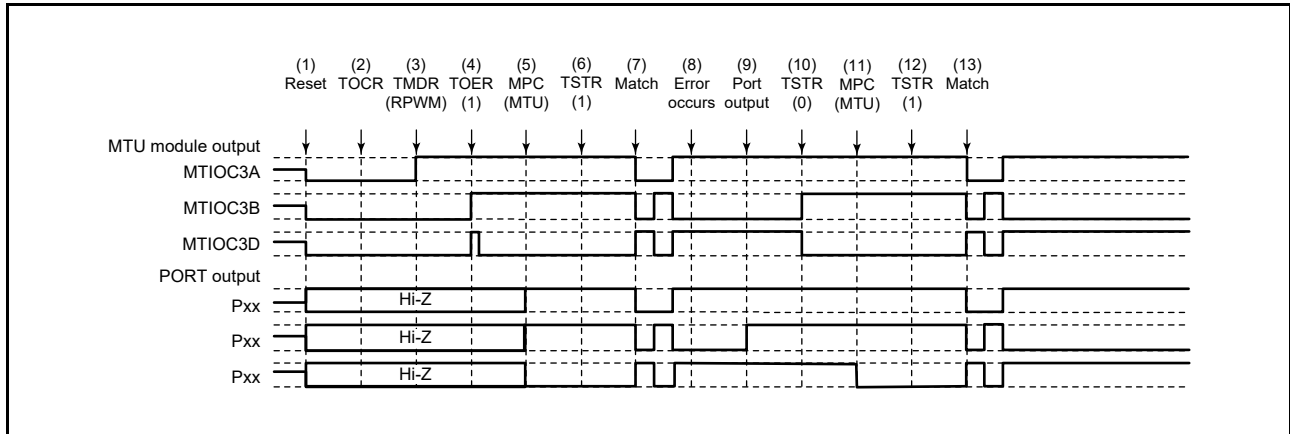 (1) (2) (3) (4) (5) (6) (7) (8) (9) (10) (11) (12) (13)
Reset TOCR TMDR TOER MPC TSTR Match Error Port TSTR MPC TSTR Match
(RPWM) (1) (MTU) (1) occurs output (0) (MTU) (1)
MTU module output
MTIOC3A
MTIOC3B
MTIOC3D
PORT output
Pxx Hi-Z
Pxx Hi-Z
Pxx Hi-Z